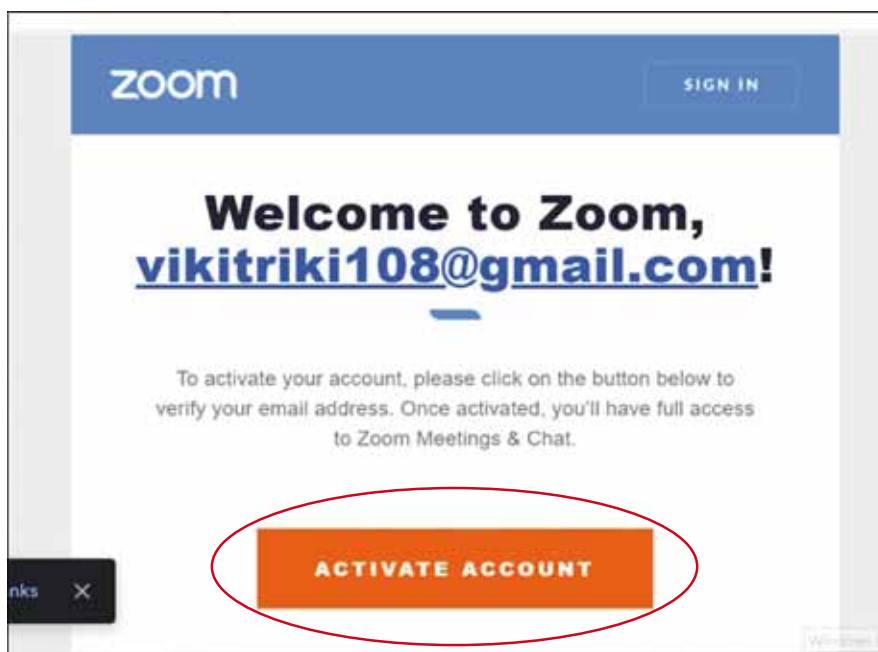 zoom
SIGN IN
Welcome to Zoom,
vikitriki108@gmail.com!
To activate your account, please click on the button below to
verify your email address. Once activated, you'll have full access
to Zoom Meetings & Chat.
ACTIVATE ACCOUNT
nks
Windows